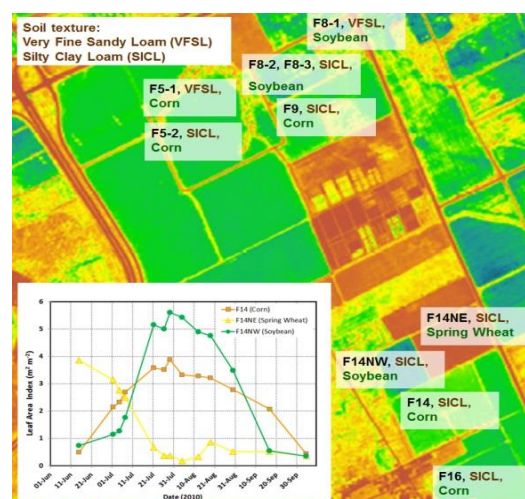 Soil texture:
Very Fine Sandy Loam (VFSL)
Silty Clay Loam (SICL)
F8-1, VFSL,
Soybean
F8-2, F8-3, SICL,
Soybean
F5-1, VFSL,
Corn
F9, SICL,
Corn
F5-2, SICL,
Corn
F14NE, SICL,
Spring Wheat
F14NW, SICL,
Soybean
F14, SICL,
Corn
F16, SICL,
Corn
F14 (Corn)
F14NE (Spring Wheat)
F14NW (Soybean)
Leaf Area Index (m² m⁻²)
6
5
4
3
2
1
0
01-Jun
11-Jun
21-Jun
01-Jul
11-Jul
21-Jul
31-Jul
10-Aug
21-Aug
31-Aug
10-Sep
20-Sep
30-Sep
Date (2010)